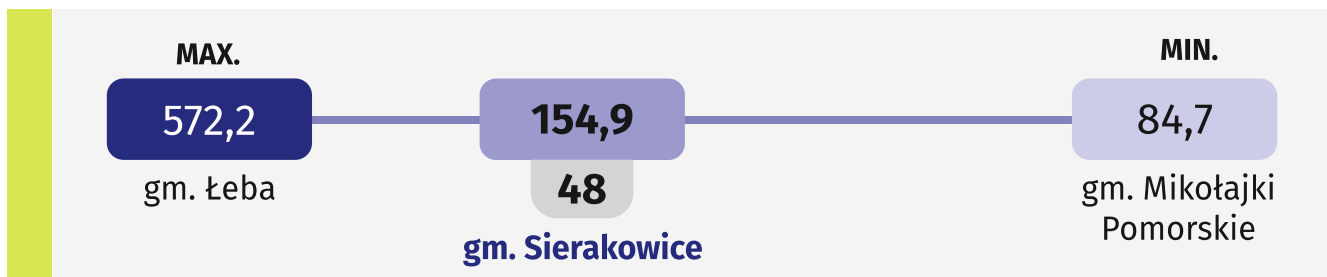 MAX.
572,2
gm. Łeba
154,9
48
gm. Sierakowice
MIN.
84,7
gm. Mikołajki
Pomorskie